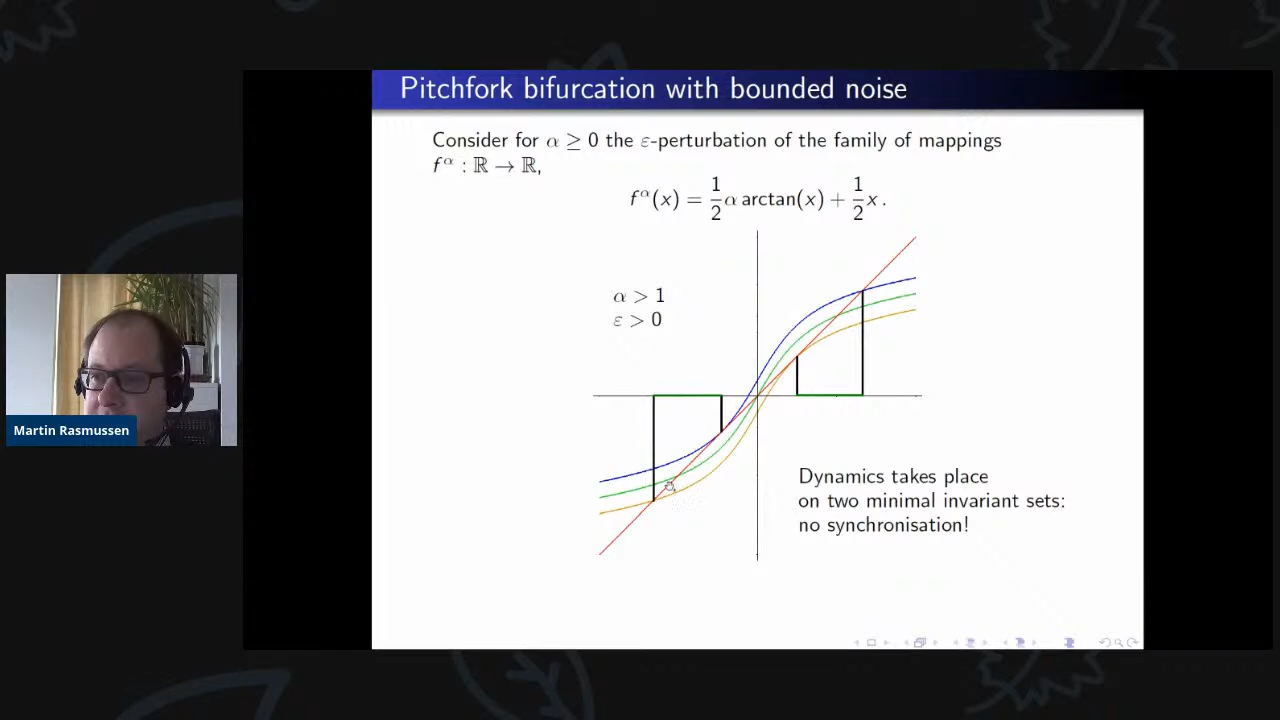 Pitchfork bifurcation with bounded noise
Consider for α ≥ 0 the ε-perturbation of the family of mappings
f^α : ℝ → ℝ,
f^α(x) = 1/2 α arctan(x) + 1/2 x .
α > 1
ε > 0
Martin Rasmussen
Dynamics takes place
on two minimal invariant sets:
no synchronisation!